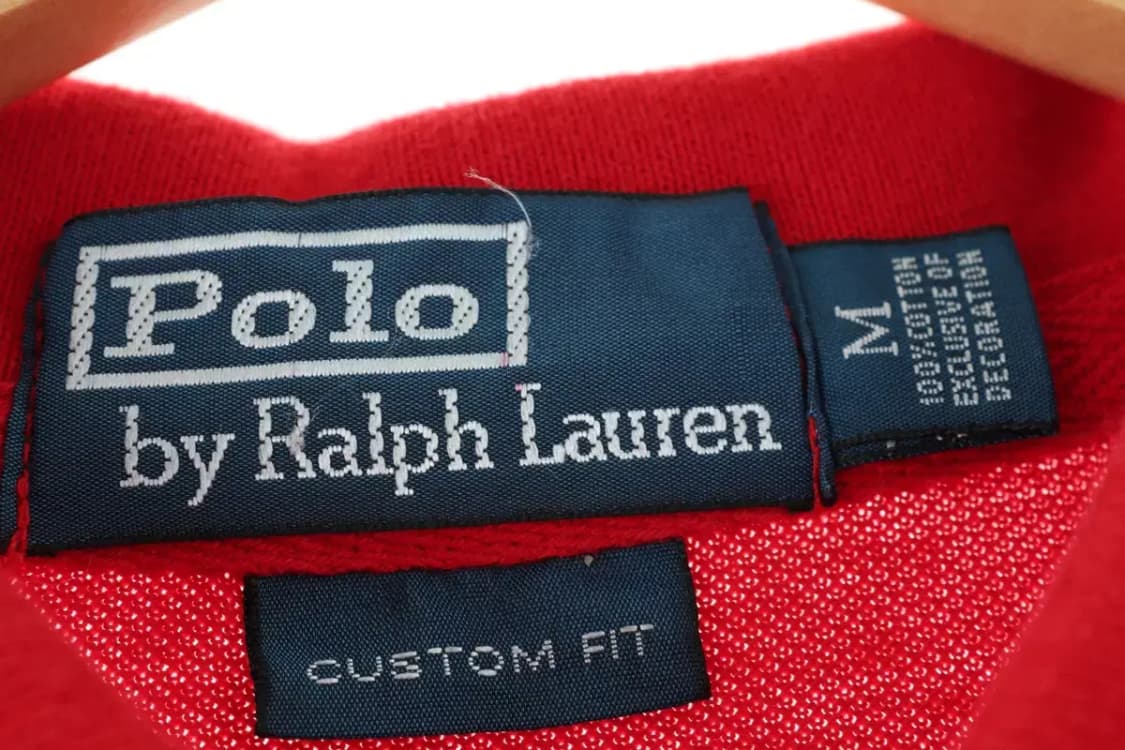 Polo
by Ralph Lauren
M
100% COTTON
EXCLUSIVE OF
DECORATION
CUSTOM FIT